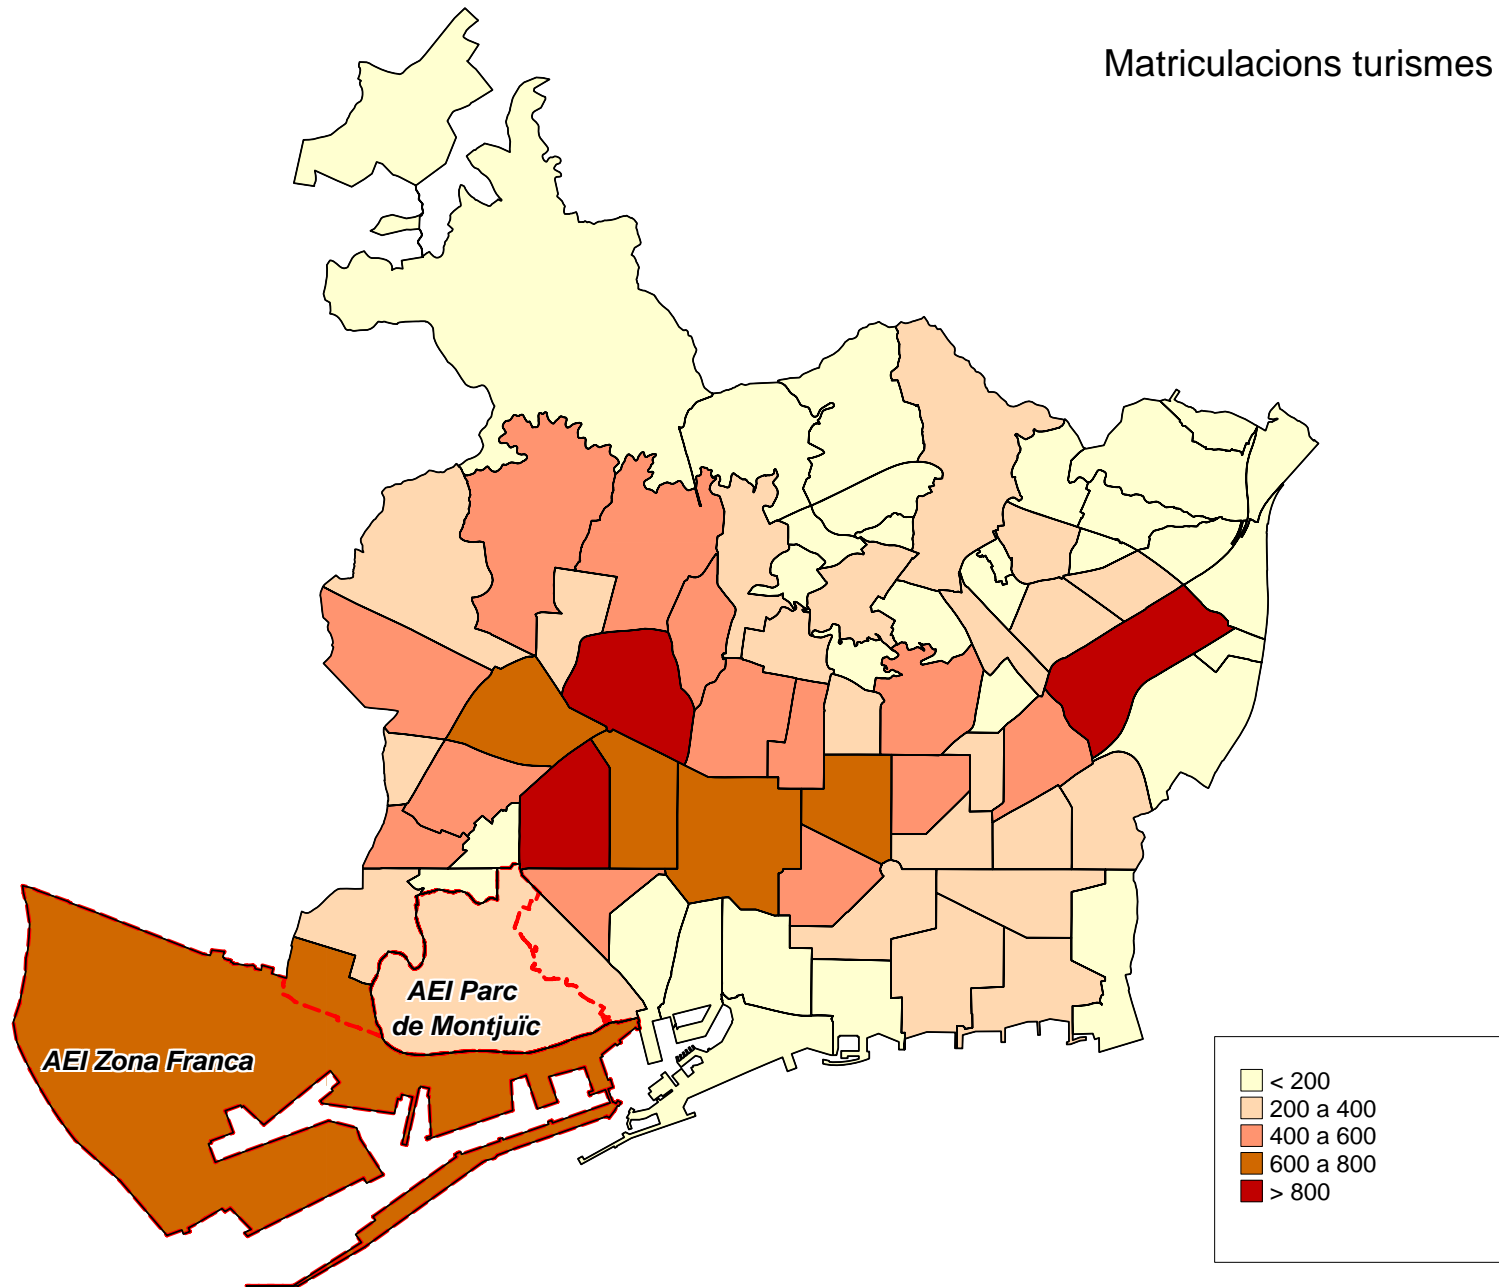 Matriculacions turismes
AEI Parc
de Montjuïc
AEI Zona Franca
< 200
200 a 400
400 a 600
600 a 800
> 800